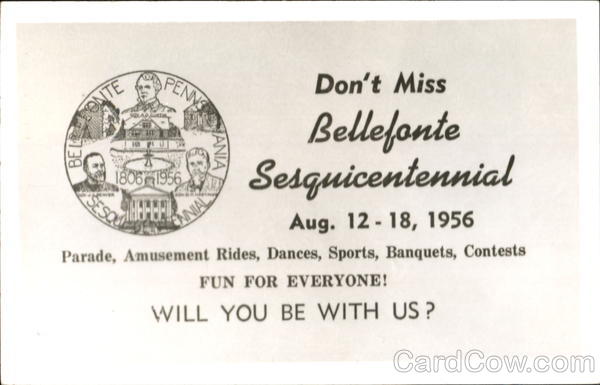 BELLEFONTE PENNSYLVANIA
1806 1956
SESQUICENTENNIAL
Don't Miss
Bellefonte
Sesquicentennial
Aug. 12 - 18, 1956
Parade, Amusement Rides, Dances, Sports, Banquets, Contests
FUN FOR EVERYONE!
WILL YOU BE WITH US?
CardCow.com